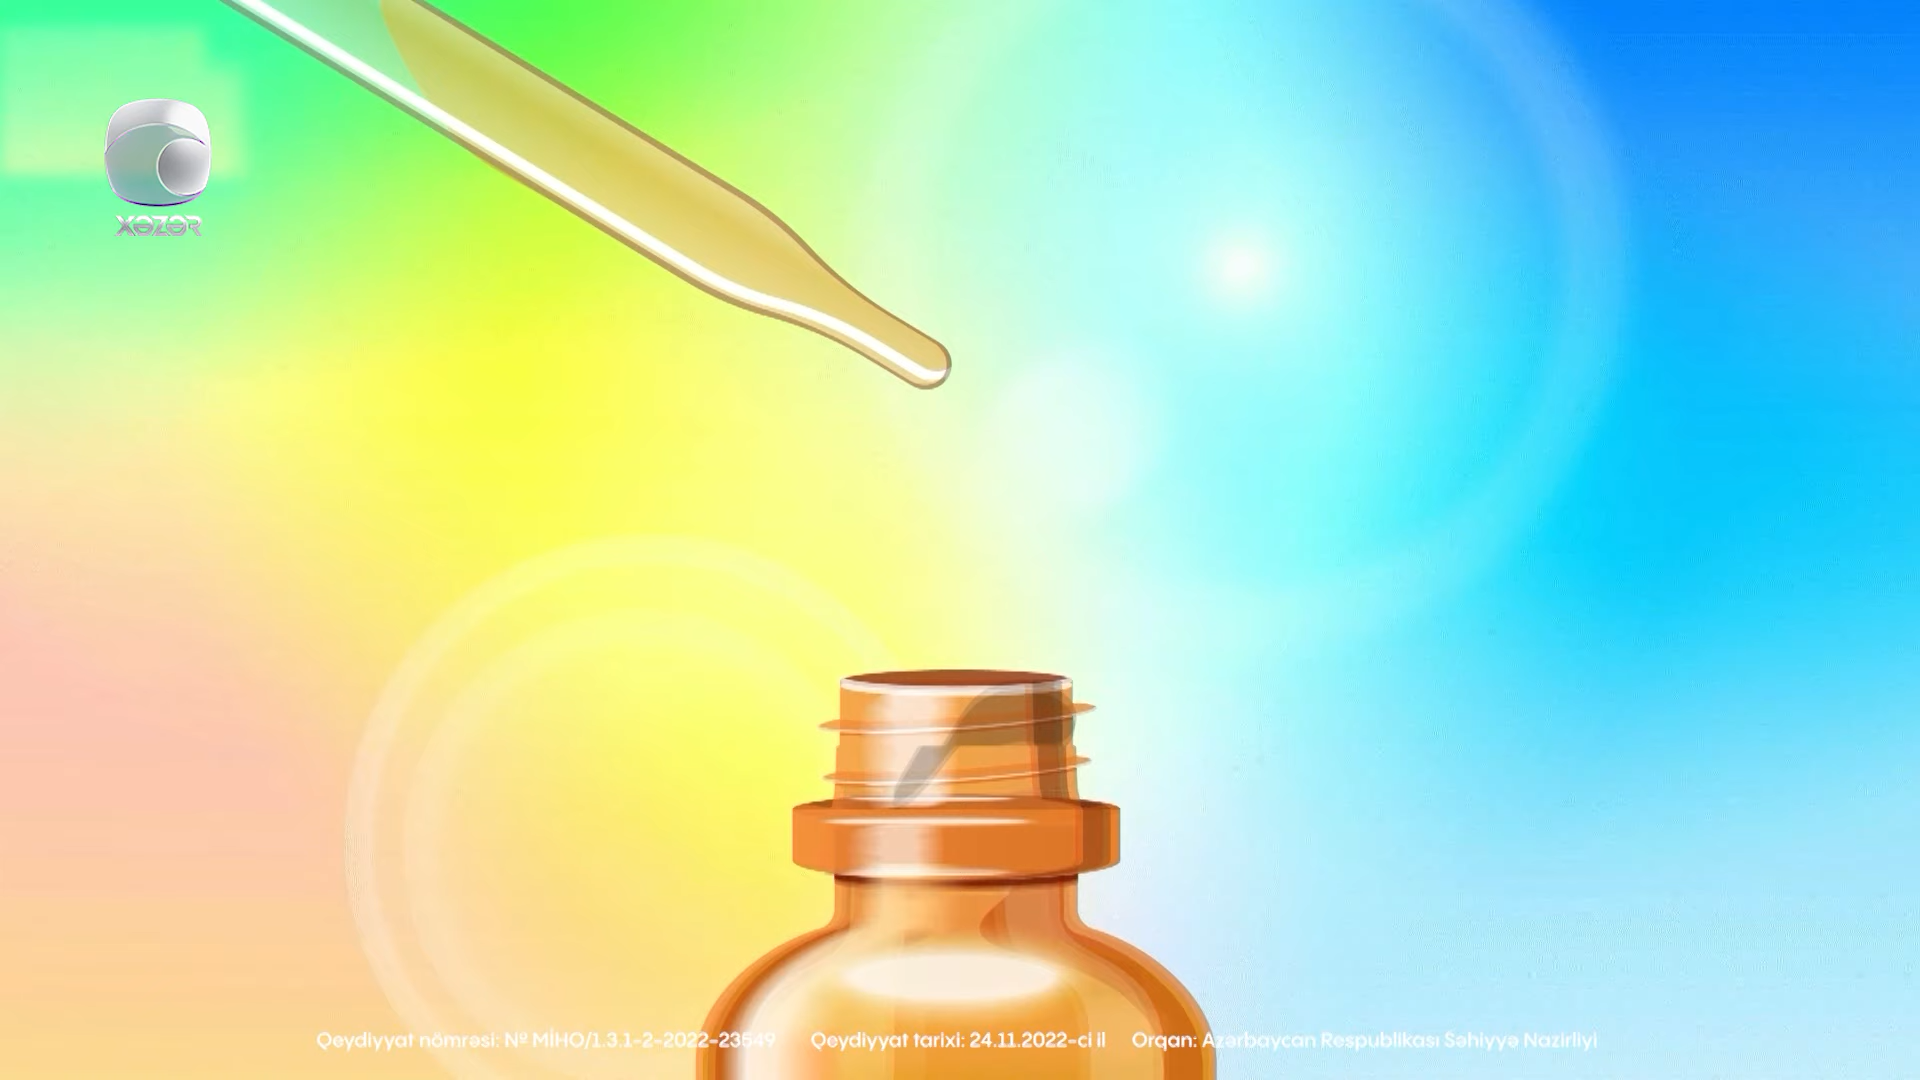 XƏZƏR
Qeydiyyat nömrəsi: № MİHO/1.3.1-2-2022-23549 Qeydiyyat tarixi: 24.11.2022-ci il Orqan: Azərbaycan Respublikası Səhiyyə Nazirliyi